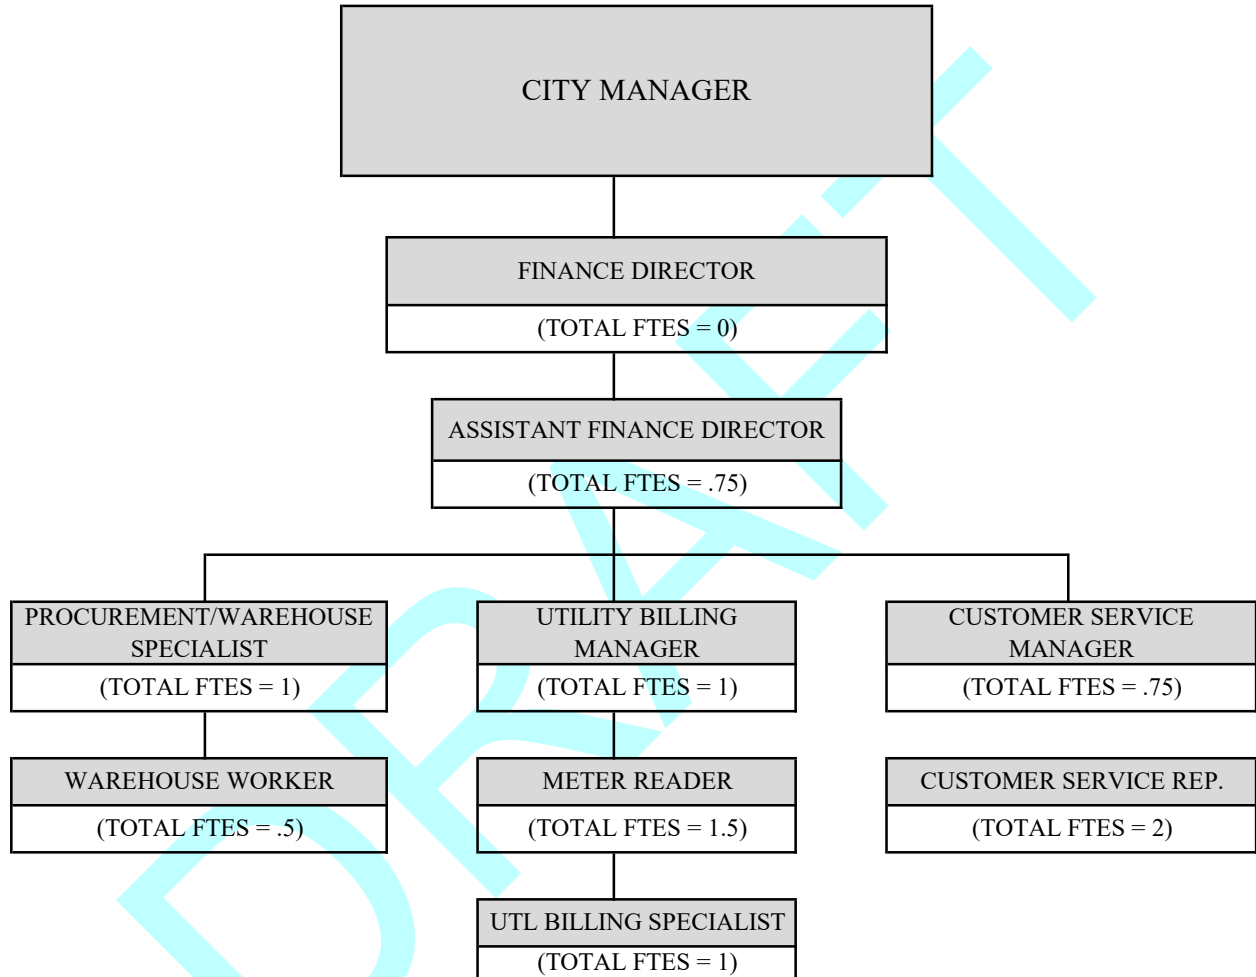 CITY MANAGER
FINANCE DIRECTOR
(TOTAL FTES = 0)
ASSISTANT FINANCE DIRECTOR
(TOTAL FTES = .75)
PROCUREMENT/WAREHOUSE
SPECIALIST
(TOTAL FTES = 1)
UTILITY BILLING
MANAGER
(TOTAL FTES = 1)
CUSTOMER SERVICE
MANAGER
(TOTAL FTES = .75)
WAREHOUSE WORKER
(TOTAL FTES = .5)
METER READER
(TOTAL FTES = 1.5)
CUSTOMER SERVICE REP.
(TOTAL FTES = 2)
UTL BILLING SPECIALIST
(TOTAL FTES = 1)
DRAFT